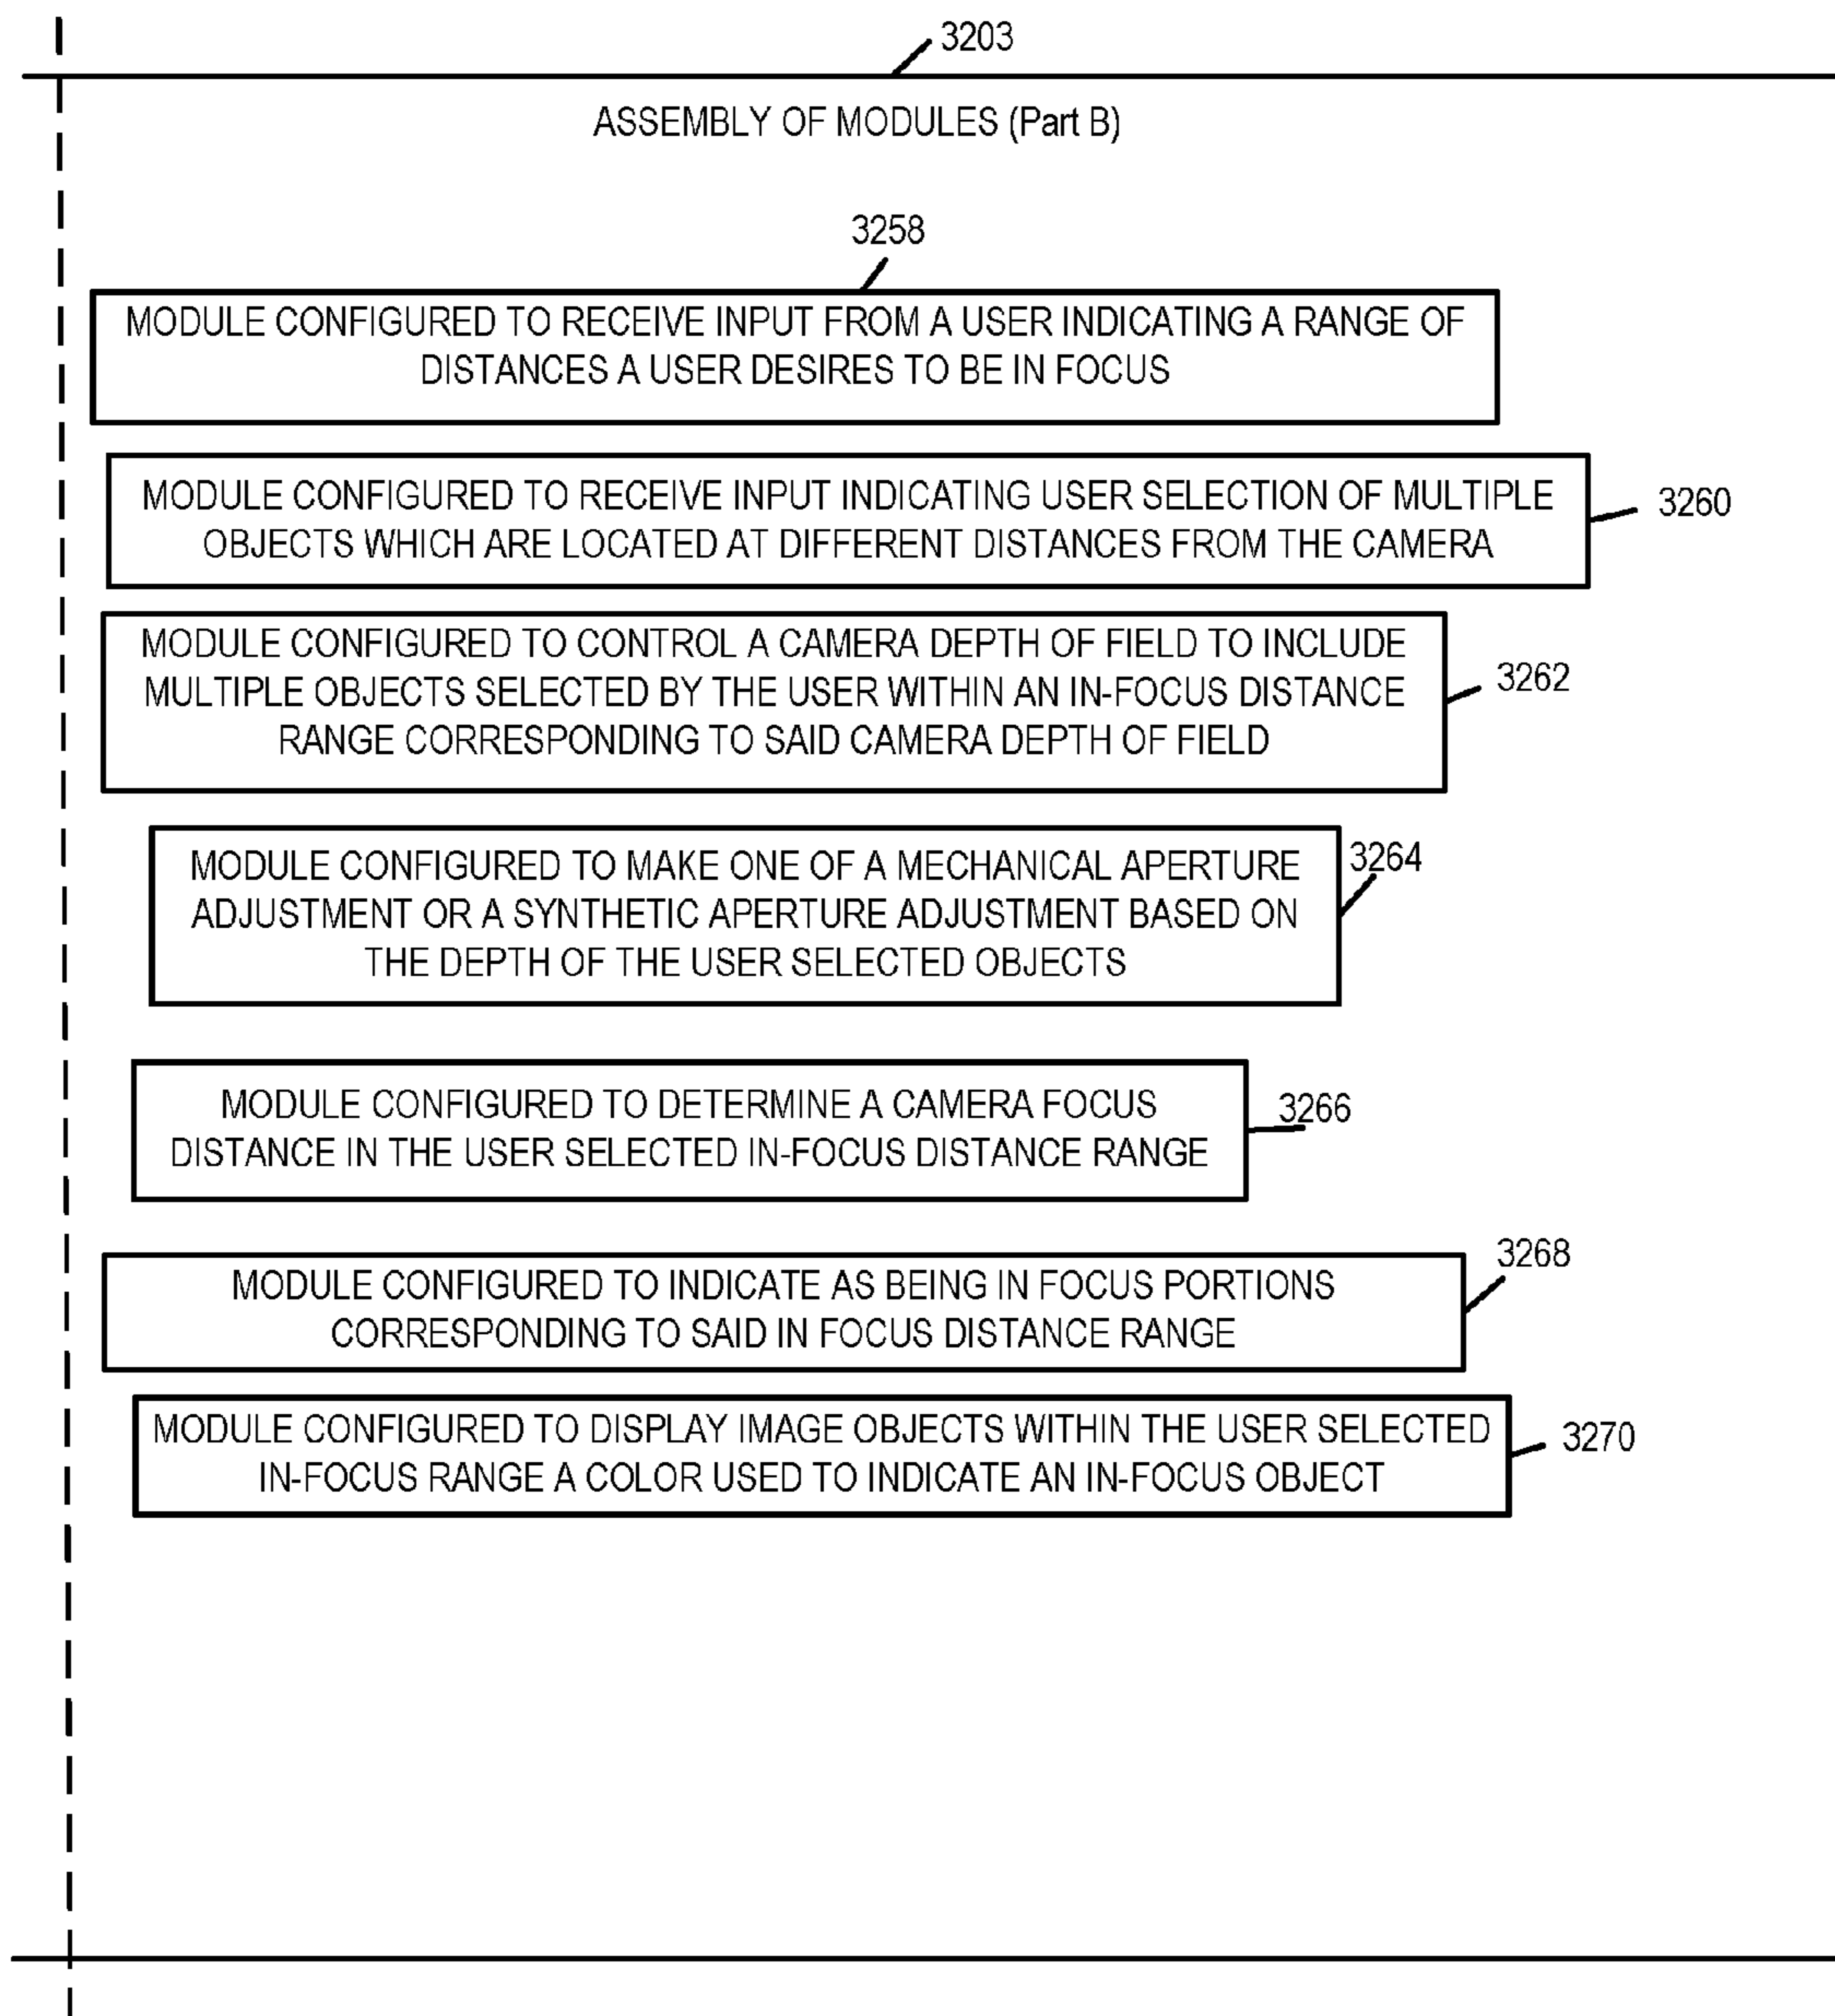 3203
ASSEMBLY OF MODULES (Part B)
3258
MODULE CONFIGURED TO RECEIVE INPUT FROM A USER INDICATING A RANGE OF
DISTANCES A USER DESIRES TO BE IN FOCUS
MODULE CONFIGURED TO RECEIVE INPUT INDICATING USER SELECTION OF MULTIPLE
OBJECTS WHICH ARE LOCATED AT DIFFERENT DISTANCES FROM THE CAMERA
3260
MODULE CONFIGURED TO CONTROL A CAMERA DEPTH OF FIELD TO INCLUDE
MULTIPLE OBJECTS SELECTED BY THE USER WITHIN AN IN-FOCUS DISTANCE
RANGE CORRESPONDING TO SAID CAMERA DEPTH OF FIELD
3262
MODULE CONFIGURED TO MAKE ONE OF A MECHANICAL APERTURE
ADJUSTMENT OR A SYNTHETIC APERTURE ADJUSTMENT BASED ON
THE DEPTH OF THE USER SELECTED OBJECTS
3264
MODULE CONFIGURED TO DETERMINE A CAMERA FOCUS
DISTANCE IN THE USER SELECTED IN-FOCUS DISTANCE RANGE
3266
MODULE CONFIGURED TO INDICATE AS BEING IN FOCUS PORTIONS
CORRESPONDING TO SAID IN FOCUS DISTANCE RANGE
3268
MODULE CONFIGURED TO DISPLAY IMAGE OBJECTS WITHIN THE USER SELECTED
IN-FOCUS RANGE A COLOR USED TO INDICATE AN IN-FOCUS OBJECT
3270